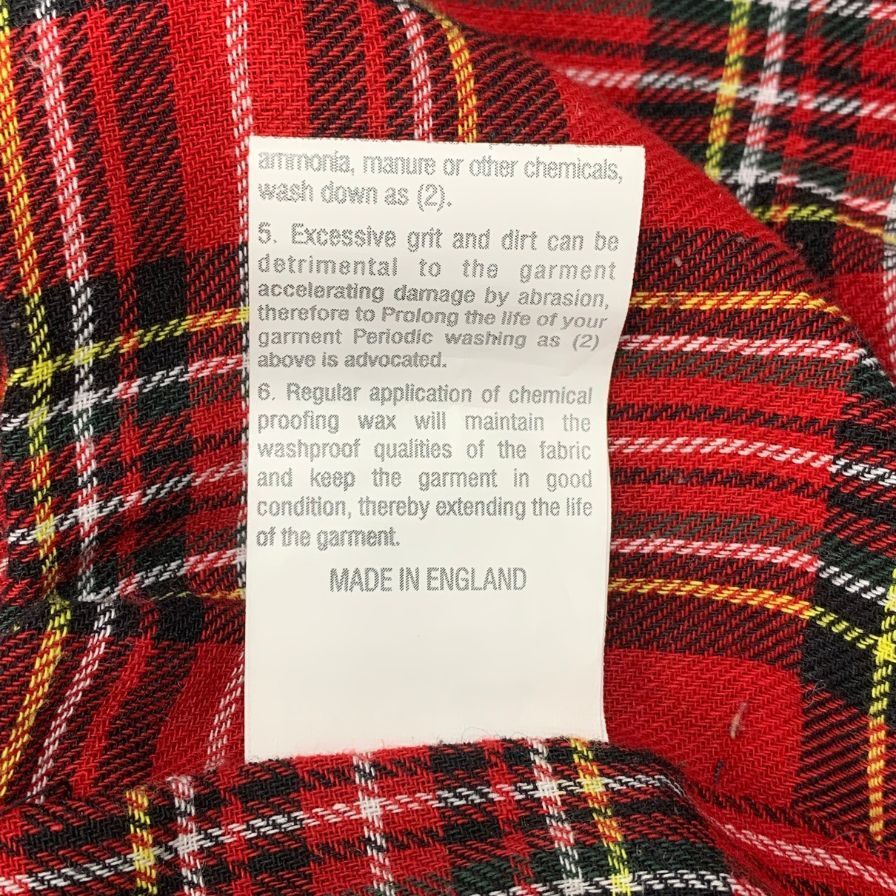 ammonia, manure or other chemicals,
wash down as (2).
5. Excessive grit and dirt can be
detrimental to the garment
accelerating damage by abrasion,
therefore to Prolong the life of your
garment Periodic washing as (2)
above is advocated.
6. Regular application of chemical
proofing wax will maintain the
washproof qualities of the fabric
and keep the garment in good
condition, thereby extending the life
of the garment.
MADE IN ENGLAND